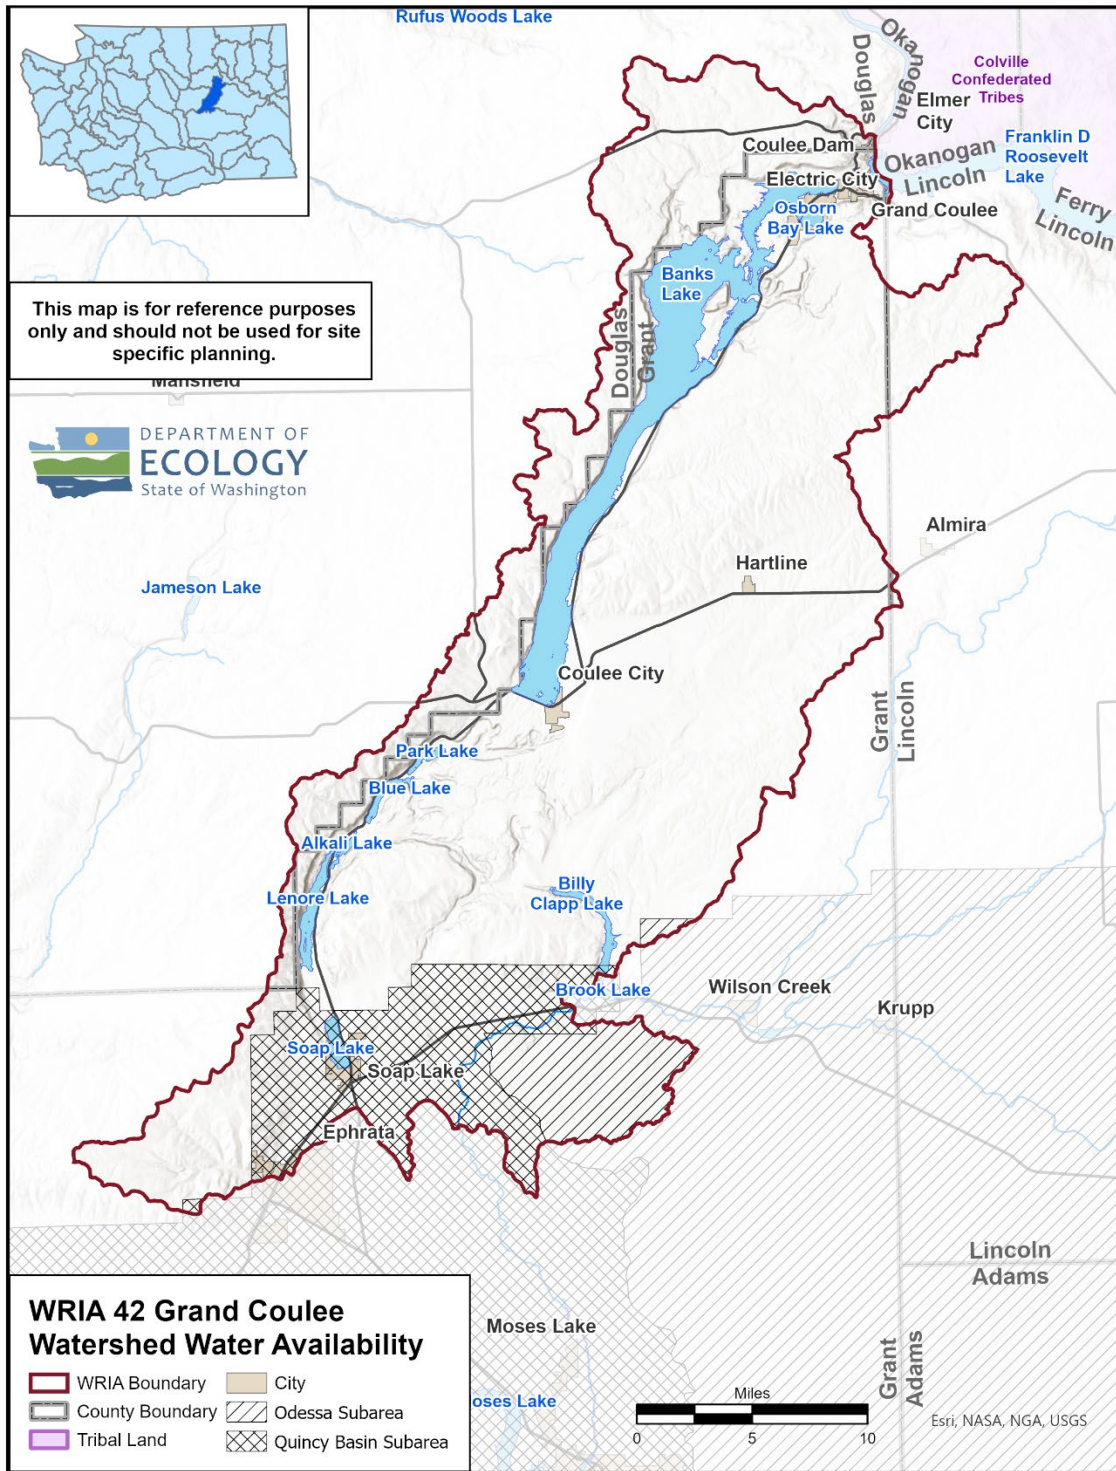 Rufus Woods Lake
Okanogan
Douglas
Colville
Confederated
Tribes
Elmer
City
Franklin D
Roosevelt
Lake
Coulee Dam
Okanogan
Lincoln
Electric City
Grand Coulee
Ferry
Lincoln
Osborn
Bay Lake
Banks
Lake
This map is for reference purposes
only and should not be used for site
specific planning.
Mansfield
Douglas
Grant
DEPARTMENT OF
ECOLOGY
State of Washington
Almira
Hartline
Jameson Lake
Coulee City
Grant
Lincoln
Park Lake
Blue Lake
Alkali Lake
Lenore Lake
Billy
Clapp Lake
Brook Lake
Wilson Creek
Krupp
Soap Lake
Soap Lake
Ephrata
Lincoln
Adams
WRIA 42 Grand Coulee
Watershed Water Availability
WRIA Boundary
County Boundary
Tribal Land
City
Odessa Subarea
Quincy Basin Subarea
Moses Lake
oses Lake
Grant
Adams
Miles
0 5 10
Esri, NASA, NGA, USGS